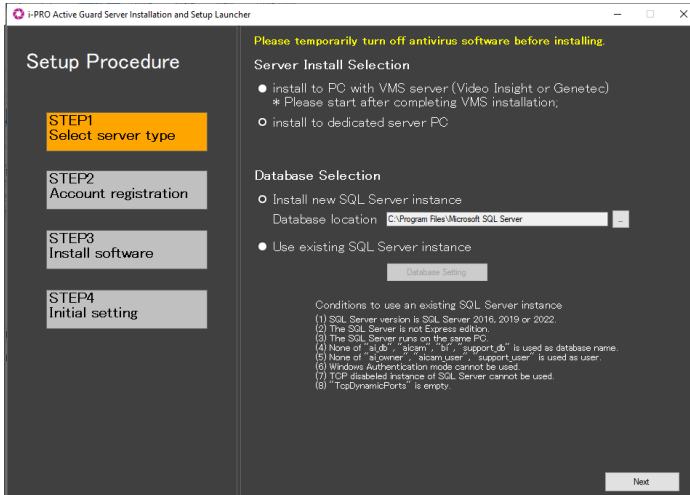 i-PRO Active Guard Server Installation and Setup Launcher
Please temporarily turn off antivirus software before installing.
Setup Procedure
STEP1
Select server type
STEP2
Account registration
STEP3
Install software
STEP4
Initial setting
Server Install Selection
install to PC with VMS server (Video Insight or Genetec)
* Please start after completing VMS installation;
install to dedicated server PC
Database Selection
Install new SQL Server instance
Database location C:\Program Files\Microsoft SQL Server ...
Use existing SQL Server instance
Database Setting
Conditions to use an existing SQL Server instance
(1) SQL Server version is SQL Server 2016, 2019 or 2022.
(2) The SQL Server is not Express edition.
(3) The SQL Server runs on the same PC.
(4) None of "ai_db", "aicam", "bi", "support_db" is used as database name.
(5) None of "ai_owner", "aicam_user", "support_user" is used as user.
(6) Windows Authentication mode cannot be used.
(7) TCP disabeled instance of SQL Server cannot be used.
(8) "TcpDynamicPorts" is empty.
Next